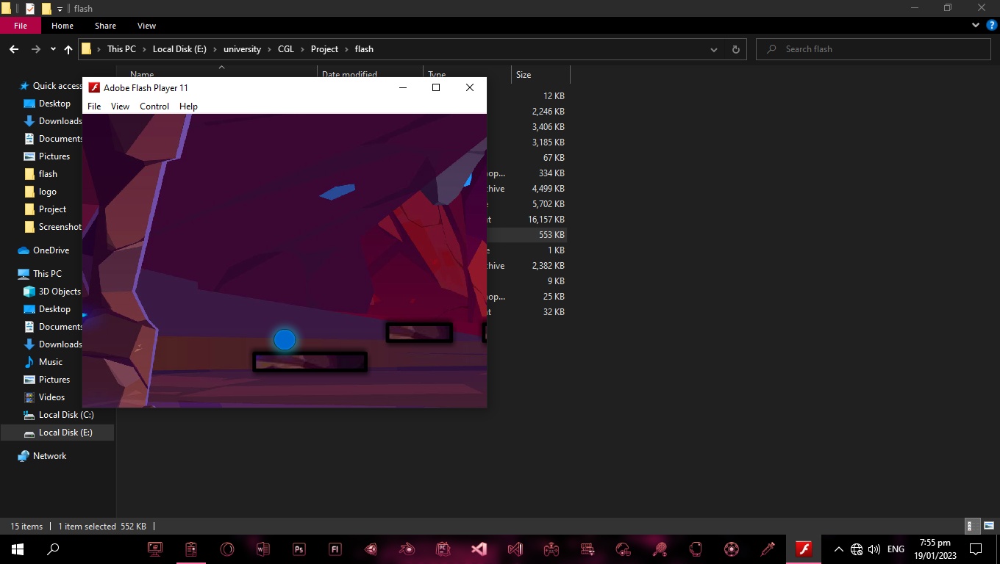 flash
File Home Share View
This PC Local Disk (E:) university CGL Project flash
Search flash
Name Date modified Type Size
Adobe Flash Player 11
File View Control Help
Quick access
Desktop
Downloads
Documents
Pictures
flash
logo
Project
Screenshot
OneDrive
This PC
3D Objects
Desktop
Documents
Downloads
Music
Pictures
Videos
Local Disk (C:)
Local Disk (E:)
Network
12 KB
2,246 KB
3,406 KB
3,185 KB
67 KB
334 KB
4,499 KB
5,702 KB
16,157 KB
553 KB
1 KB
2,382 KB
9 KB
25 KB
32 KB
15 items 1 item selected 552 KB
Ps Fl PC
ENG
7:55 pm
19/01/2023